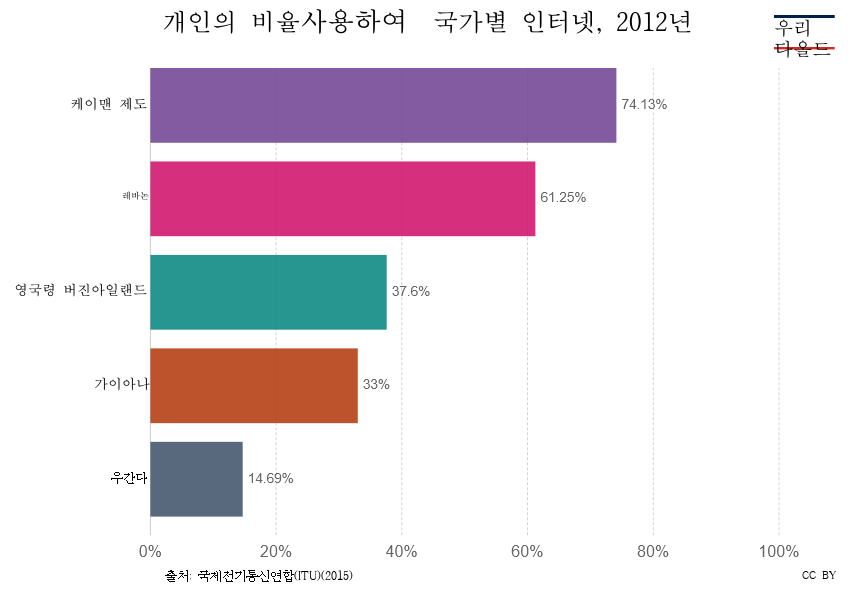 개인의 비율사용하여 국가별 인터넷, 2012년
우리
다올드
케이맨 제도
74.13%
레바논
61.25%
영국령 버진아일랜드
37.6%
가이아나
33%
우간다
14.69%
0% 20% 40% 60% 80% 100%
출처: 국제전기통신연합(ITU)(2015)
CC BY